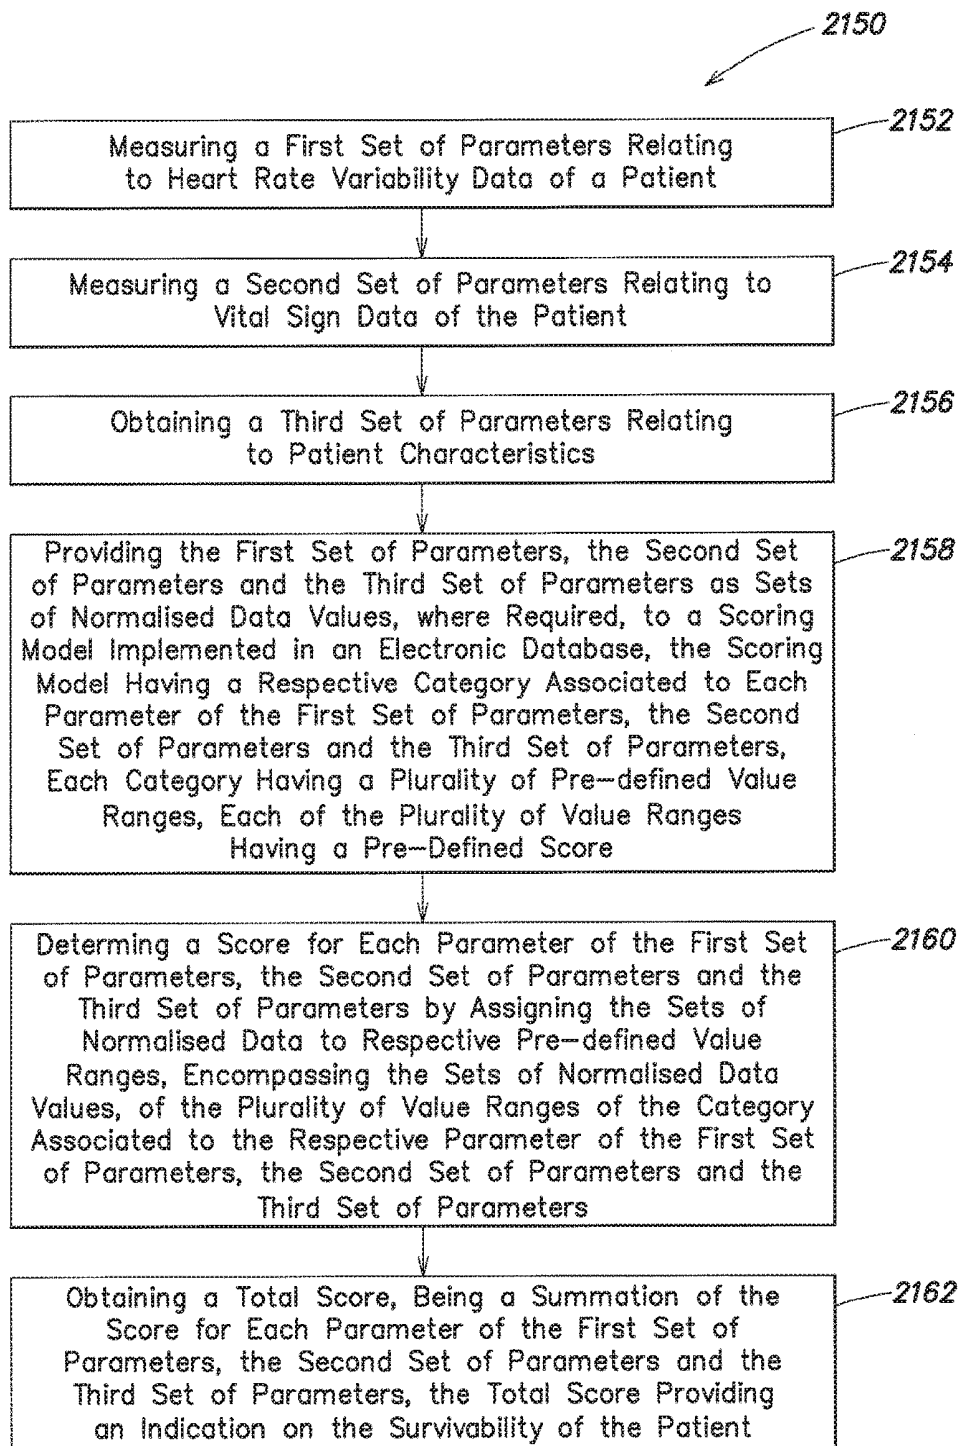 2150
2152
Measuring a First Set of Parameters Relating
to Heart Rate Variability Data of a Patient
2154
Measuring a Second Set of Parameters Relating to
Vital Sign Data of the Patient
2156
Obtaining a Third Set of Parameters Relating
to Patient Characteristics
2158
Providing the First Set of Parameters, the Second Set
of Parameters and the Third Set of Parameters as Sets
of Normalised Data Values, where Required, to a Scoring
Model Implemented in an Electronic Database, the Scoring
Model Having a Respective Category Associated to Each
Parameter of the First Set of Parameters, the Second
Set of Parameters and the Third Set of Parameters,
Each Category Having a Plurality of Pre-defined Value
Ranges, Each of the Plurality of Value Ranges
Having a Pre-Defined Score
2160
Determing a Score for Each Parameter of the First Set
of Parameters, the Second Set of Parameters and the
Third Set of Parameters by Assigning the Sets of
Normalised Data to Respective Pre-defined Value
Ranges, Encompassing the Sets of Normalised Data
Values, of the Plurality of Value Ranges of the Category
Associated to the Respective Parameter of the First Set
of Parameters, the Second Set of Parameters and the
Third Set of Parameters
2162
Obtaining a Total Score, Being a Summation of the
Score for Each Parameter of the First Set of
Parameters, the Second Set of Parameters and the
Third Set of Parameters, the Total Score Providing
an Indication on the Survivability of the Patient